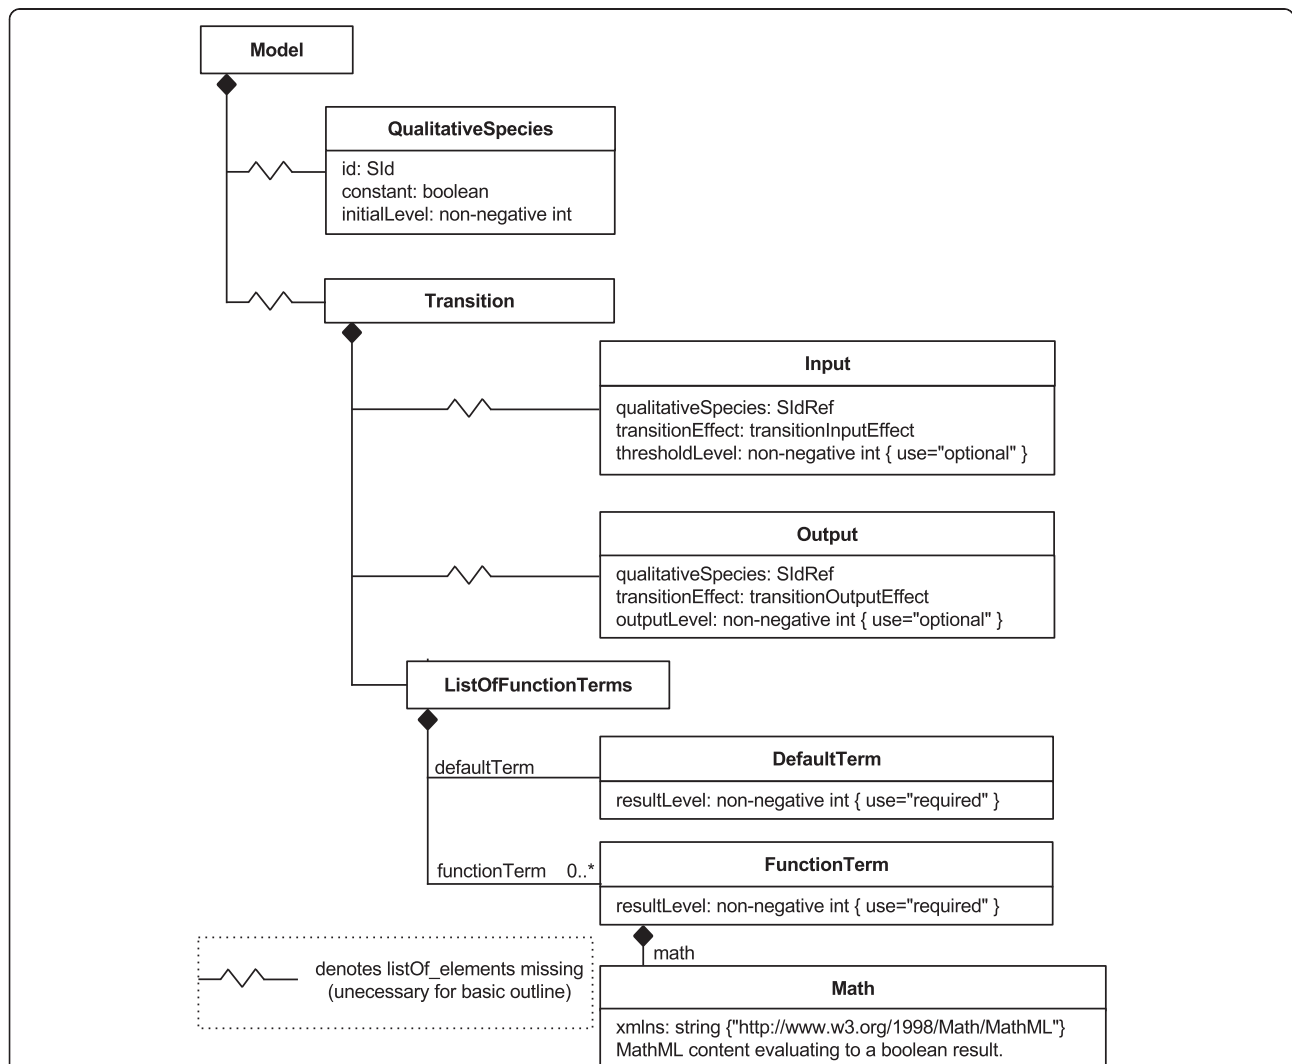 Model
QualitativeSpecies
id: SId
constant: boolean
initialLevel: non-negative int
Transition
Input
qualitativeSpecies: SIdRef
transitionEffect: transitionInputEffect
thresholdLevel: non-negative int { use="optional" }
Output
qualitativeSpecies: SIdRef
transitionEffect: transitionOutputEffect
outputLevel: non-negative int { use="optional" }
ListOfFunctionTerms
defaultTerm
DefaultTerm
resultLevel: non-negative int { use="required" }
functionTerm 0..*
FunctionTerm
resultLevel: non-negative int { use="required" }
math
denotes listOf_elements missing
(unecessary for basic outline)
Math
xmlns: string {"http://www.w3.org/1998/Math/MathML"}
MathML content evaluating to a boolean result.